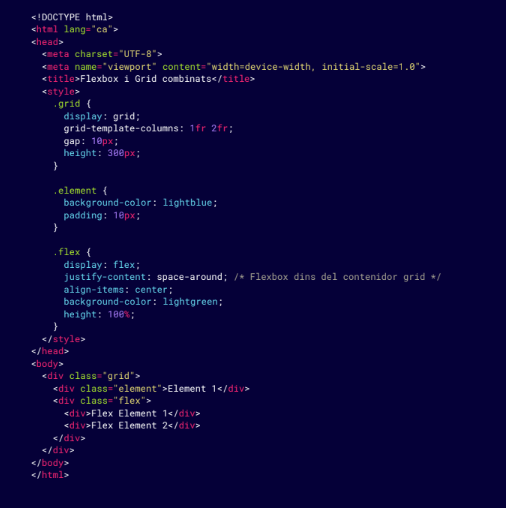 <!DOCTYPE html>
<html lang="ca">
<head>
  <meta charset="UTF-8">
  <meta name="viewport" content="width=device-width, initial-scale=1.0">
  <title>Flexbox i Grid combinats</title>
  <style>
    .grid {
      display: grid;
      grid-template-columns: 1fr 2fr;
      gap: 10px;
      height: 300px;
    }

    .element {
      background-color: lightblue;
      padding: 10px;
    }

    .flex {
      display: flex;
      justify-content: space-around; /* Flexbox dins del contenidor grid */
      align-items: center;
      background-color: lightgreen;
      height: 100%;
    }
  </style>
</head>
<body>
  <div class="grid">
    <div class="element">Element 1</div>
    <div class="flex">
      <div>Flex Element 1</div>
      <div>Flex Element 2</div>
    </div>
  </div>
</body>
</html>